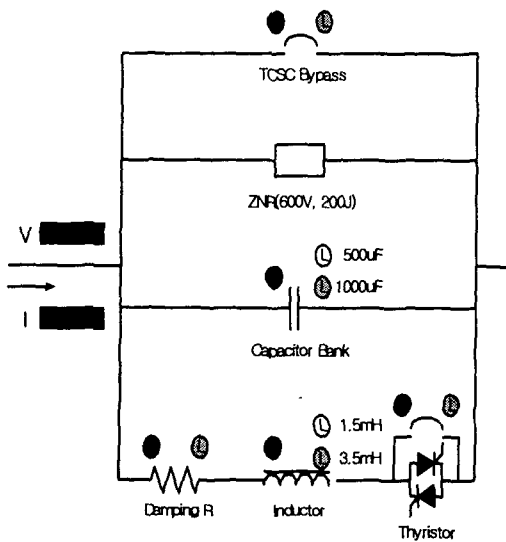 L
TCSC Bypass
ZNR(600V, 200J)
V
L 500uF
L 1000uF
I
Capacitor Bank
L 1.5mH
L
L
L 3.5mH
Damping R
Inductor
Thyristor